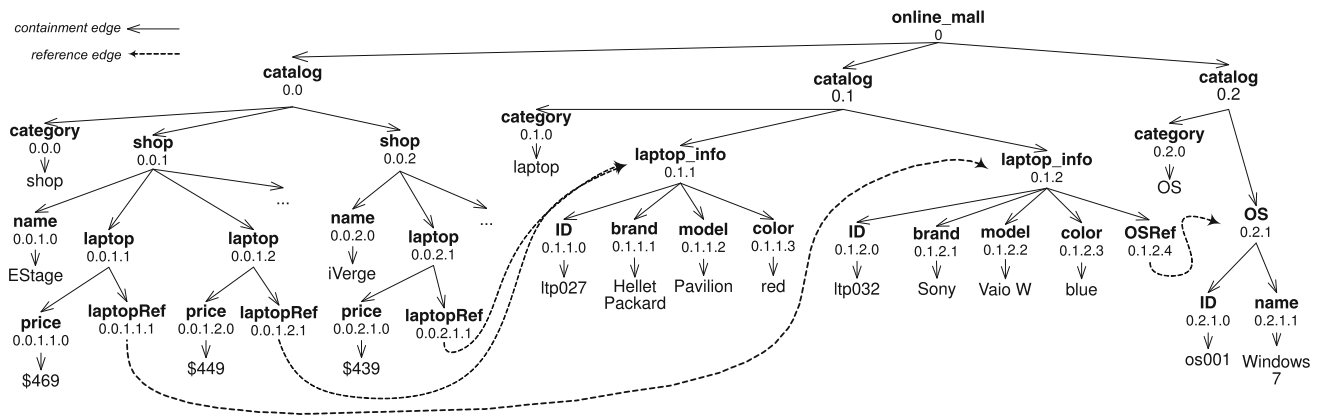 containment edge
reference edge
online_mall
0
catalog
0.0
catalog
0.1
catalog
0.2
category
0.0.0
shop
shop
0.0.1
shop
0.0.2
category
0.1.0
laptop
laptop_info
0.1.1
laptop_info
0.1.2
category
0.2.0
OS
...
...
name
0.0.1.0
EStage
laptop
0.0.1.1
laptop
0.0.1.2
name
0.0.2.0
iVerge
laptop
0.0.2.1
ID
0.1.1.0
ltp027
brand
0.1.1.1
Hellet
Packard
model
0.1.1.2
Pavilion
color
0.1.1.3
red
ID
0.1.2.0
ltp032
brand
0.1.2.1
Sony
model
0.1.2.2
Vaio W
color
0.1.2.3
blue
OSRef
0.1.2.4
OS
0.2.1
price
0.0.1.1.0
$469
laptopRef
0.0.1.1.1
price
0.0.1.2.0
$449
laptopRef
0.0.1.2.1
price
0.0.2.1.0
$439
laptopRef
0.0.2.1.1
ID
0.2.1.0
os001
name
0.2.1.1
Windows
7